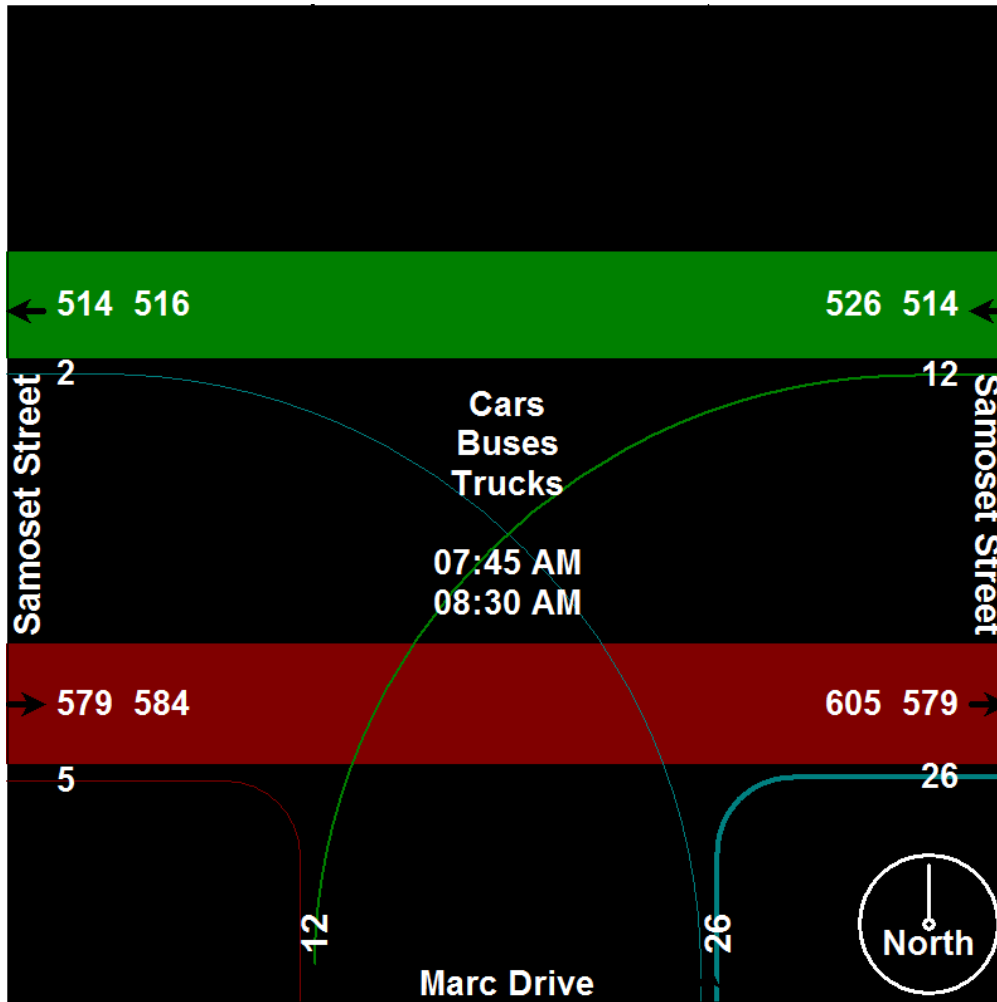 514 516
526 514
2
12
Samoset Street
Cars
Buses
Trucks
Samoset Street
07:45 AM
08:30 AM
579 584
605 579
5
26
12
26
North
Marc Drive